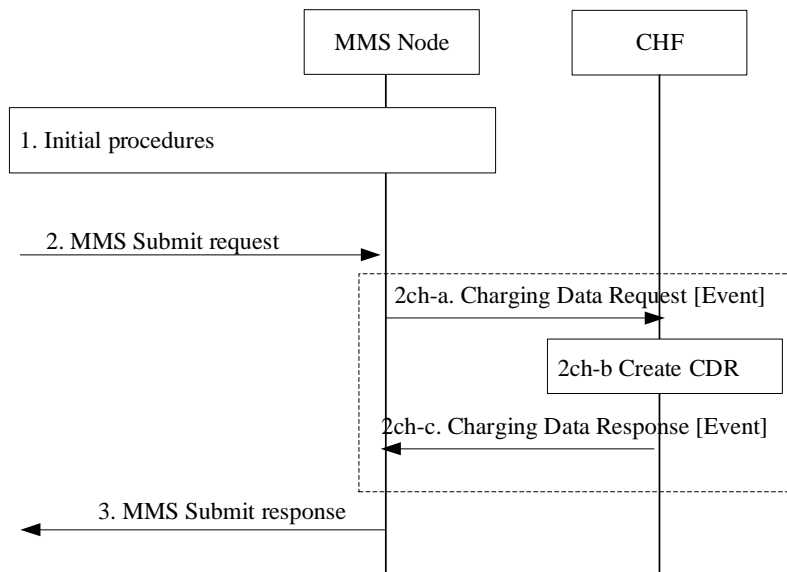 MMS Node
CHF
1. Initial procedures
2. MMS Submit request
2ch-a. Charging Data Request [Event]
2ch-b Create CDR
2ch-c. Charging Data Response [Event]
3. MMS Submit response